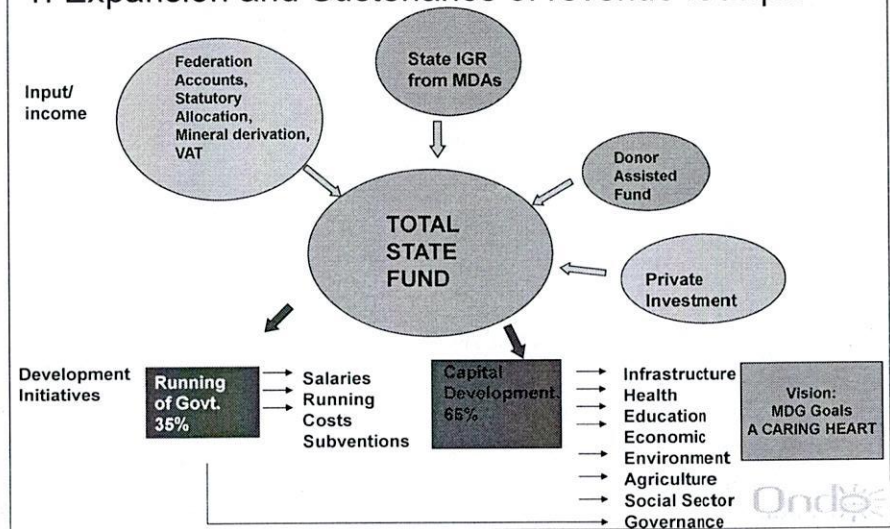 1. Expansion and Sustenance of revenue
Input/
income
Federation
Accounts,
Statutory
Allocation,
Mineral derivation,
VAT
State IGR
from MDAs
Donor
Assisted
Fund
TOTAL
STATE
FUND
Private
Investment
Development
Initiatives
Running
of Govt.
35%
Salaries
Running
Costs
Subventions
Capital
Development.
65%
Infrastructure
Health
Education
Economic
Environment
Agriculture
Social Sector
Governance
Vision:
MDG Goals
A CARING HEART
Ondo